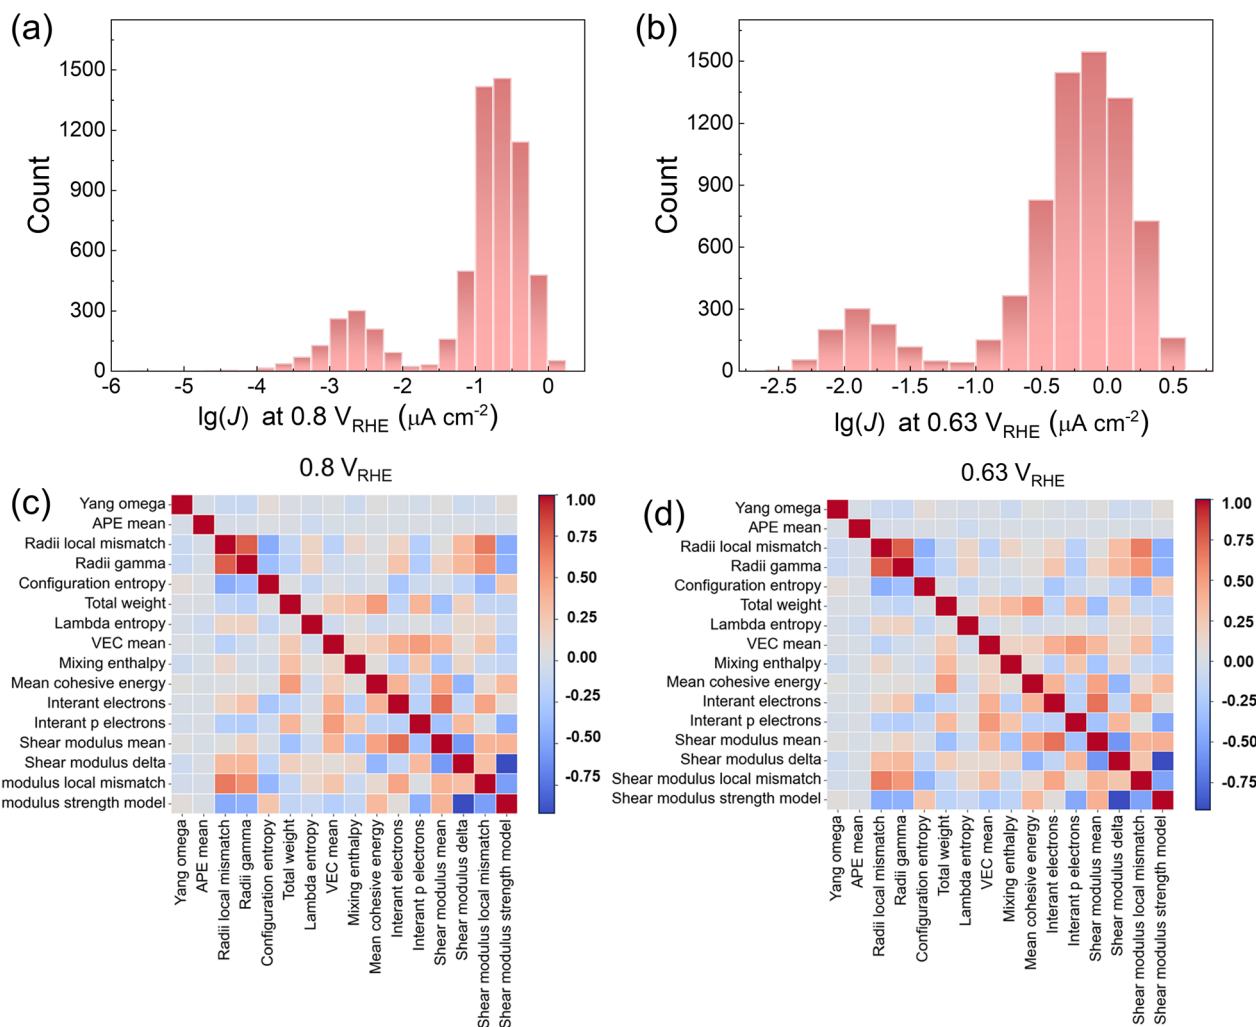 (a)
1500
1200
900
600
300
0
Count
-6 -5 -4 -3 -2 -1 0
lg(J) at 0.8 V_RHE (μA cm⁻²)
(b)
1500
1200
900
600
300
0
Count
-2.5 -2.0 -1.5 -1.0 -0.5 0.0 0.5
lg(J) at 0.63 V_RHE (μA cm⁻²)
(c)
0.8 V_RHE
Yang omega
APE mean
Radii local mismatch
Radii gamma
Configuration entropy
Total weight
Lambda entropy
VEC mean
Mixing enthalpy
Mean cohesive energy
Interant electrons
Interant p electrons
Shear modulus mean
Shear modulus delta
modulus local mismatch
modulus strength model
Yang omega
APE mean
Radii local mismatch
Radii gamma
Configuration entropy
Total weight
Lambda entropy
VEC mean
Mixing enthalpy
Mean cohesive energy
Interant electrons
Interant p electrons
Shear modulus mean
Shear modulus delta
Shear modulus local mismatch
Shear modulus strength model
1.00
0.75
0.50
0.25
0.00
-0.25
-0.50
-0.75
(d)
0.63 V_RHE
Yang omega
APE mean
Radii local mismatch
Radii gamma
Configuration entropy
Total weight
Lambda entropy
VEC mean
Mixing enthalpy
Mean cohesive energy
Interant electrons
Interant p electrons
Shear modulus mean
Shear modulus delta
Shear modulus local mismatch
Shear modulus strength model
Yang omega
APE mean
Radii local mismatch
Radii gamma
Configuration entropy
Total weight
Lambda entropy
VEC mean
Mixing enthalpy
Mean cohesive energy
Interant electrons
Interant p electrons
Shear modulus mean
Shear modulus delta
Shear modulus local mismatch
Shear modulus strength model
1.00
0.75
0.50
0.25
0.00
-0.25
-0.50
-0.75